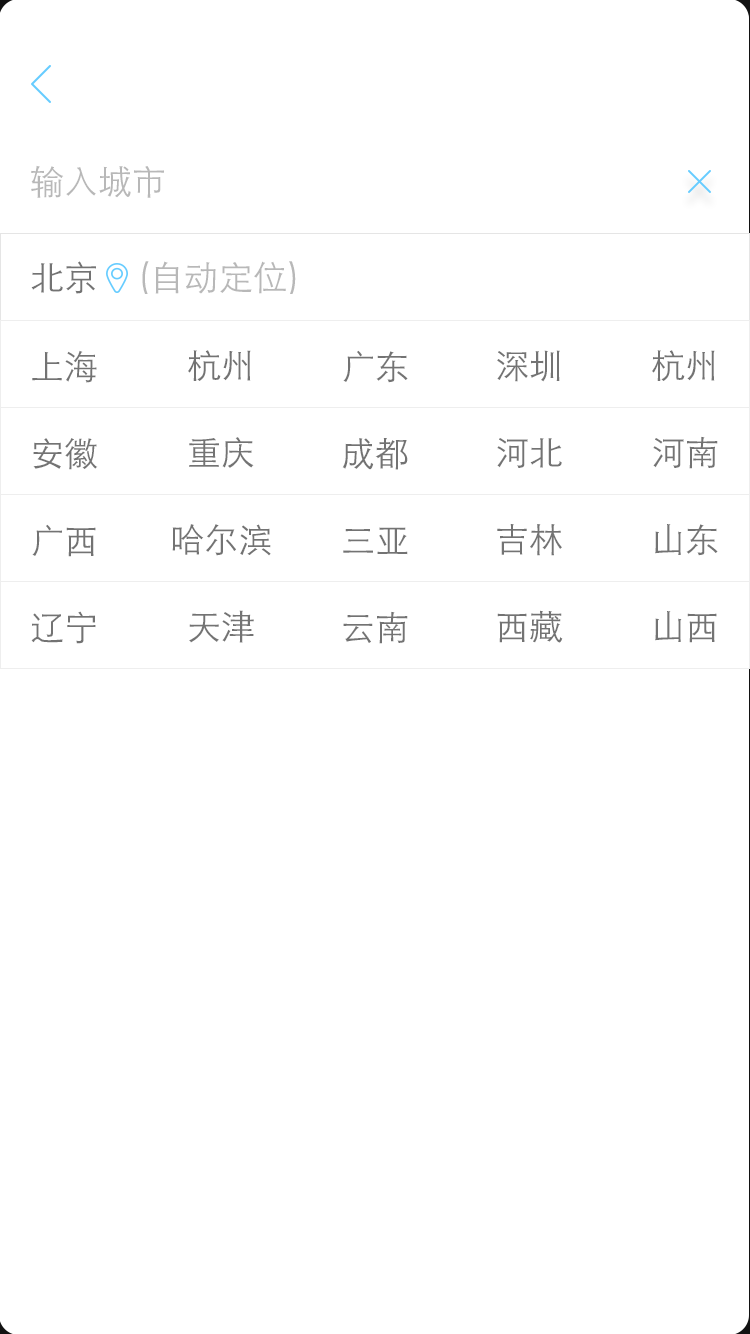 输入城市
北京 (自动定位)
上海 杭州 广东 深圳 杭州
安徽 重庆 成都 河北 河南
广西 哈尔滨 三亚 吉林 山东
辽宁 天津 云南 西藏 山西